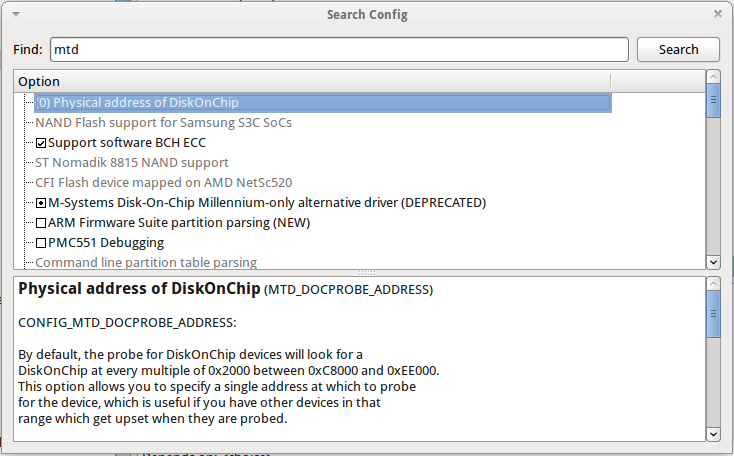 Search Config
Find: mtd Search
Option
(0) Physical address of DiskOnChip
NAND Flash support for Samsung S3C SoCs
Support software BCH ECC
ST Nomadik 8815 NAND support
CFI Flash device mapped on AMD NetSc520
M-Systems Disk-On-Chip Millennium-only alternative driver (DEPRECATED)
ARM Firmware Suite partition parsing (NEW)
PMC551 Debugging
Command line partition table parsing
Physical address of DiskOnChip (MTD_DOCPROBE_ADDRESS)
CONFIG_MTD_DOCPROBE_ADDRESS:
By default, the probe for DiskOnChip devices will look for a
DiskOnChip at every multiple of 0x2000 between 0xC8000 and 0xEE000.
This option allows you to specify a single address at which to probe
for the device, which is useful if you have other devices in that
range which get upset when they are probed.